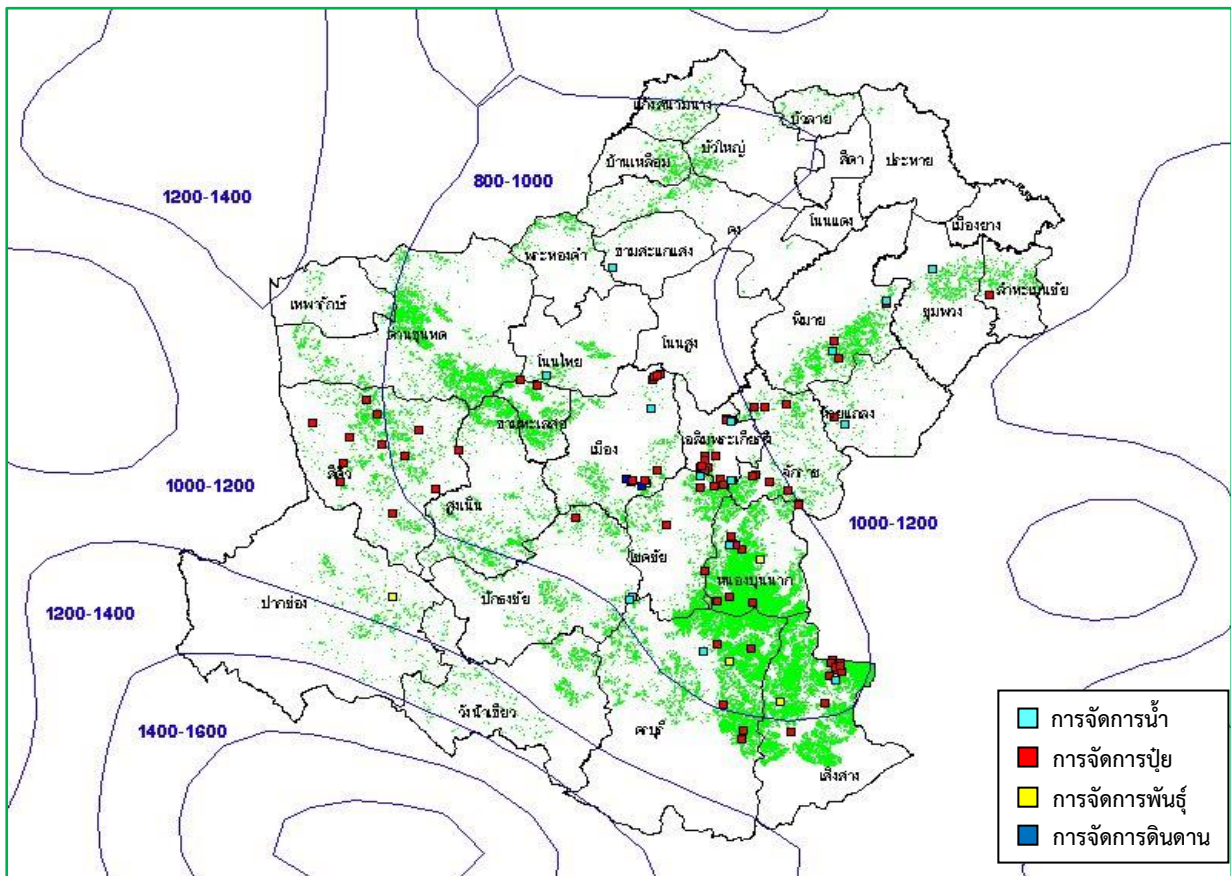 แก้งสนามนาง
บัวลาย
บ้านเหลื่อม
บัวใหญ่
สีดา
ประทาย
1200-1400
800-1000
โนนแดง
เมืองยาง
คง
พระทองคำ
ขามสะแกแสง
เทพารักษ์
ลำทะเมนชัย
ชุมพวง
พิมาย
ด่านขุนทด
โนนสูง
โนนไทย
ห้วยแถลง
ขามทะเลสอ
เมือง
เฉลิมพระเกียรติ
สีคิ้ว
จักราช
1000-1200
สูงเนิน
1000-1200
โชคชัย
หนองบุนนาก
ปากช่อง
ปักธงชัย
1200-1400
วังน้ำเขียว
1400-1600
ครบุรี
เสิงสาง
การจัดการน้ำ
การจัดการปุ๋ย
การจัดการพันธุ์
การจัดการดินดาน